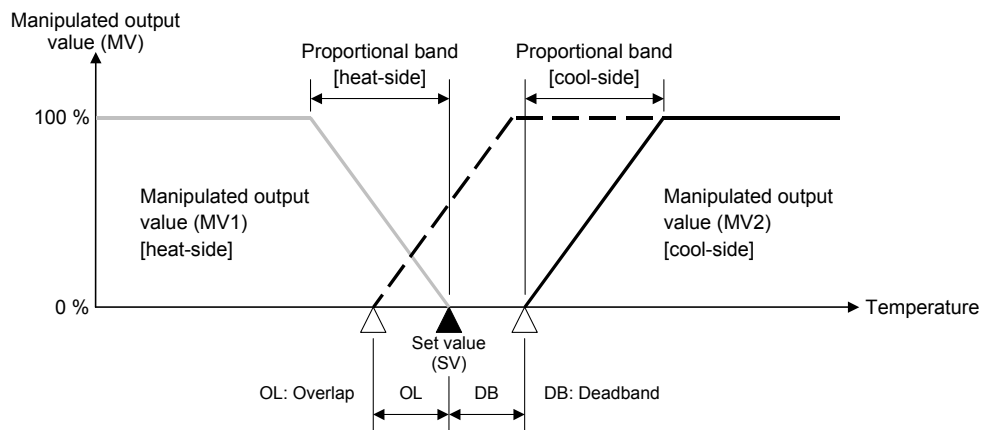 Manipulated output
value (MV)
Proportional band
[heat-side]
Proportional band
[cool-side]
100 %
Manipulated output
value (MV1)
[heat-side]
Manipulated output
value (MV2)
[cool-side]
0 %
Temperature
Set value
(SV)
OL: Overlap
OL
DB
DB: Deadband